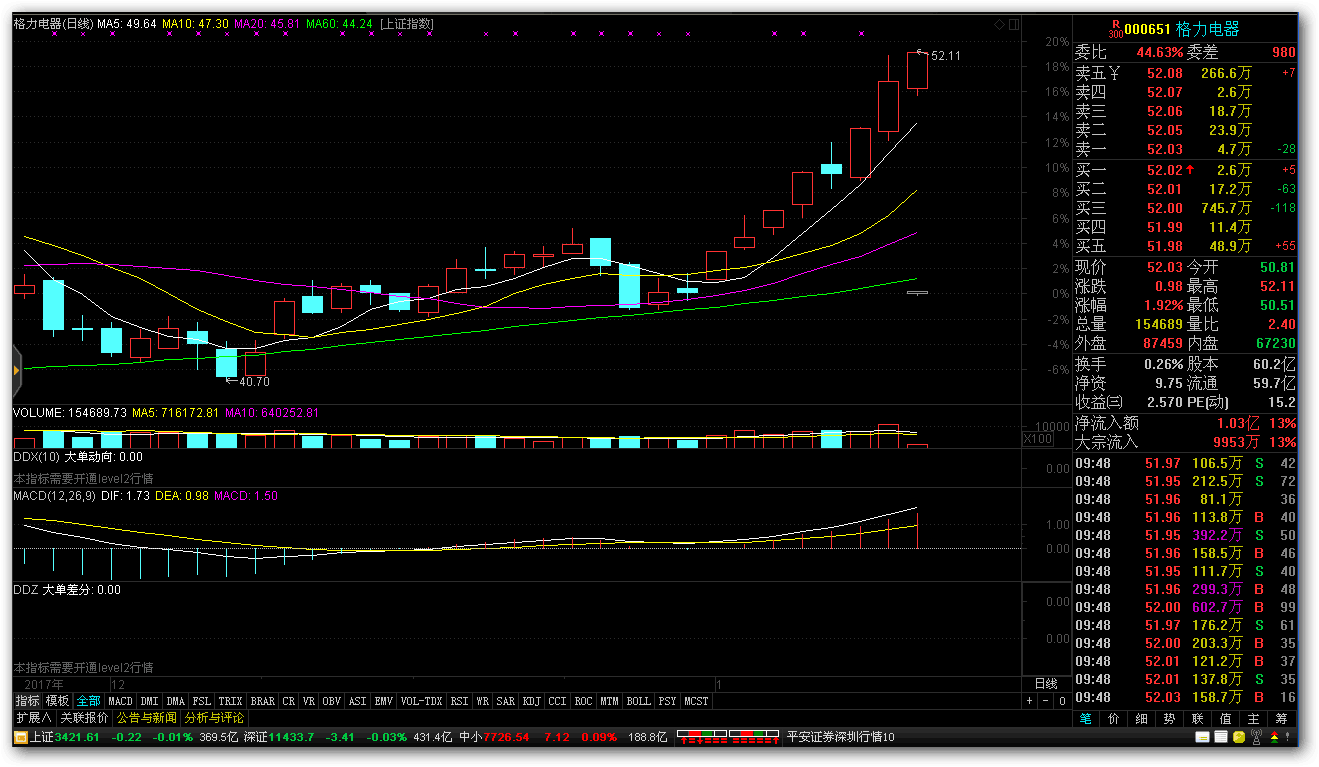 格力电器(日线) MA5: 49.64 MA10: 47.30 MA20: 45.81 MA60: 44.24 [上证指数]
52.11
40.70
20%
18%
16%
14%
12%
10%
8%
6%
4%
2%
0%
-2%
-4%
-6%
VOLUME: 154689.73 MA5: 716172.81 MA10: 640252.81
10000
X100
DDX(10) 大单动向: 0.00
0.00
本指标需要开通level2行情
MACD(12,26,9) DIF: 1.73 DEA: 0.98 MACD: 1.50
1.00
0.00
DDZ 大单差分: 0.00
0.00
0.00
本指标需要开通level2行情
2017年 12 1 日线
指标 模板 全部 MACD DMI DMA FSL TRIX BRAR CR VR OBV ASI EMV VOL-TDX RSI WR SAR KDJ CCI ROC MTM BOLL PSY MCST + - 0
扩展∧ 关联报价 公告与新闻 分析与评论
R 300 000651 格力电器
委比 44.63% 委差 980
卖五¥ 52.08 266.6万 +7
卖四 52.07 2.6万
卖三 52.06 18.7万
卖二 52.05 23.9万
卖一 52.03 4.7万 -28
买一 52.02 2.6万 +5
买二 52.01 17.2万 -63
买三 52.00 745.7万 -118
买四 51.99 11.4万
买五 51.98 48.9万 +55
现价 52.03 今开 50.81
涨跌 0.98 最高 52.11
涨幅 1.92% 最低 50.51
总量 154689 量比 2.40
外盘 87459 内盘 67230
换手 0.26% 股本 60.2亿
净资 9.75 流通 59.7亿
收益㈢ 2.570 PE(动) 15.2
净流入额 1.03亿 13%
大宗流入 9953万 13%
09:48 51.97 106.5万 S 42
09:48 51.95 212.5万 S 72
09:48 51.96 81.1万 36
09:48 51.96 113.8万 B 40
09:48 51.95 392.2万 S 50
09:48 51.96 158.5万 B 46
09:48 51.95 111.7万 S 40
09:48 51.96 299.3万 B 48
09:48 52.00 602.7万 B 99
09:48 51.97 176.2万 S 61
09:48 52.00 203.3万 B 35
09:48 52.01 121.2万 B 37
09:48 52.01 137.8万 S 35
09:48 52.03 158.7万 B 16
笔 价 细 势 联 值 主 筹
上证3421.61 -0.22 -0.01% 369.5亿 深证11433.7 -3.41 -0.03% 431.4亿 中小7726.54 7.12 0.09% 188.8亿 平安证券深圳行情10